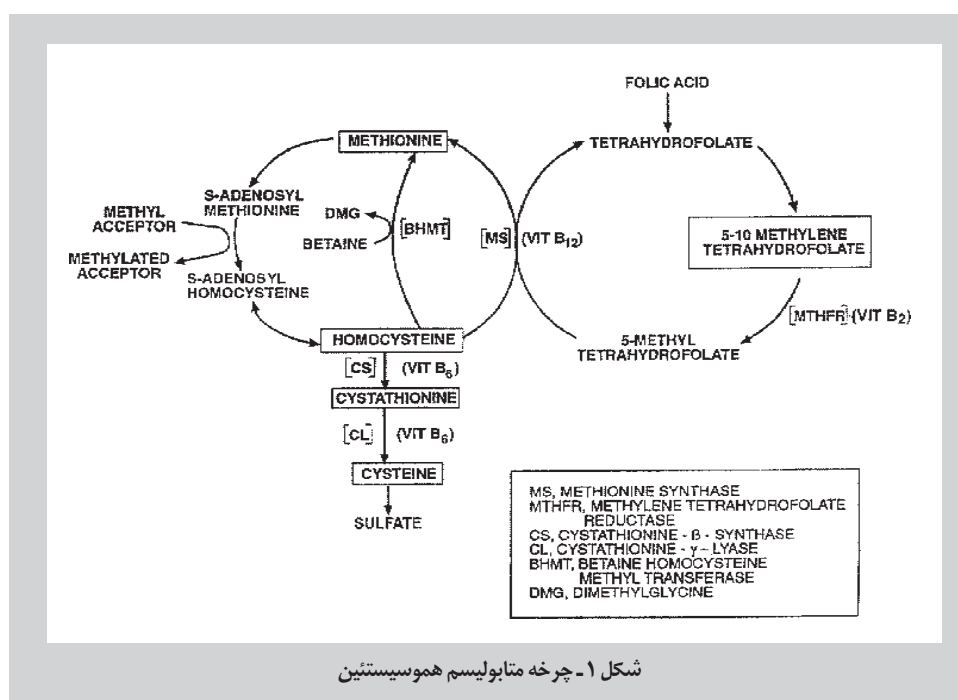 FOLIC ACID
METHIONINE
TETRAHYDROFOLATE
S-ADENOSYL
METHIONINE
METHYL
ACCEPTOR
DMG
BETAINE
[BHMT]
[MS]
(VIT B₁₂)
5-10 METHYLENE
TETRAHYDROFOLATE
METHYLATED
ACCEPTOR
S-ADENOSYL
HOMOCYSTEINE
[MTHFR]
(VIT B₂)
HOMOCYSTEINE
5-METHYL
TETRAHYDROFOLATE
[CS]
(VIT B₆)
CYSTATHIONINE
[CL]
(VIT B₆)
CYSTEINE
SULFATE
MS, METHIONINE SYNTHASE
MTHFR, METHYLENE TETRAHYDROFOLATE
REDUCTASE
CS, CYSTATHIONINE - β - SYNTHASE
CL, CYSTATHIONINE - γ - LYASE
BHMT, BETAINE HOMOCYSTEINE
METHYL TRANSFERASE
DMG, DIMETHYLGLYCINE
شکل ۱ ـ چرخه متابولیسم هموسیستئین